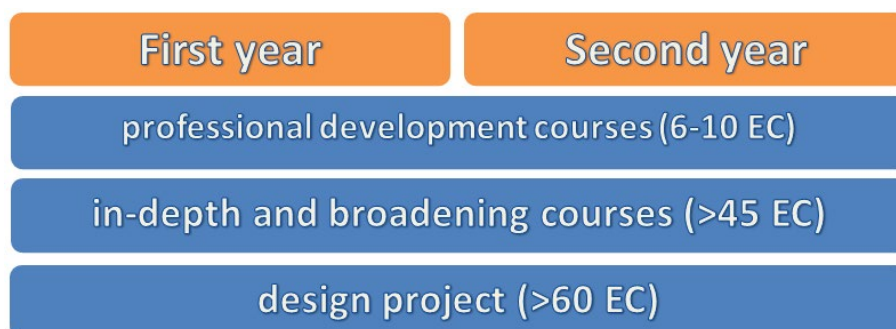 First year
Second year
professional development courses (6-10 EC)
in-depth and broadening courses (>45 EC)
design project (>60 EC)